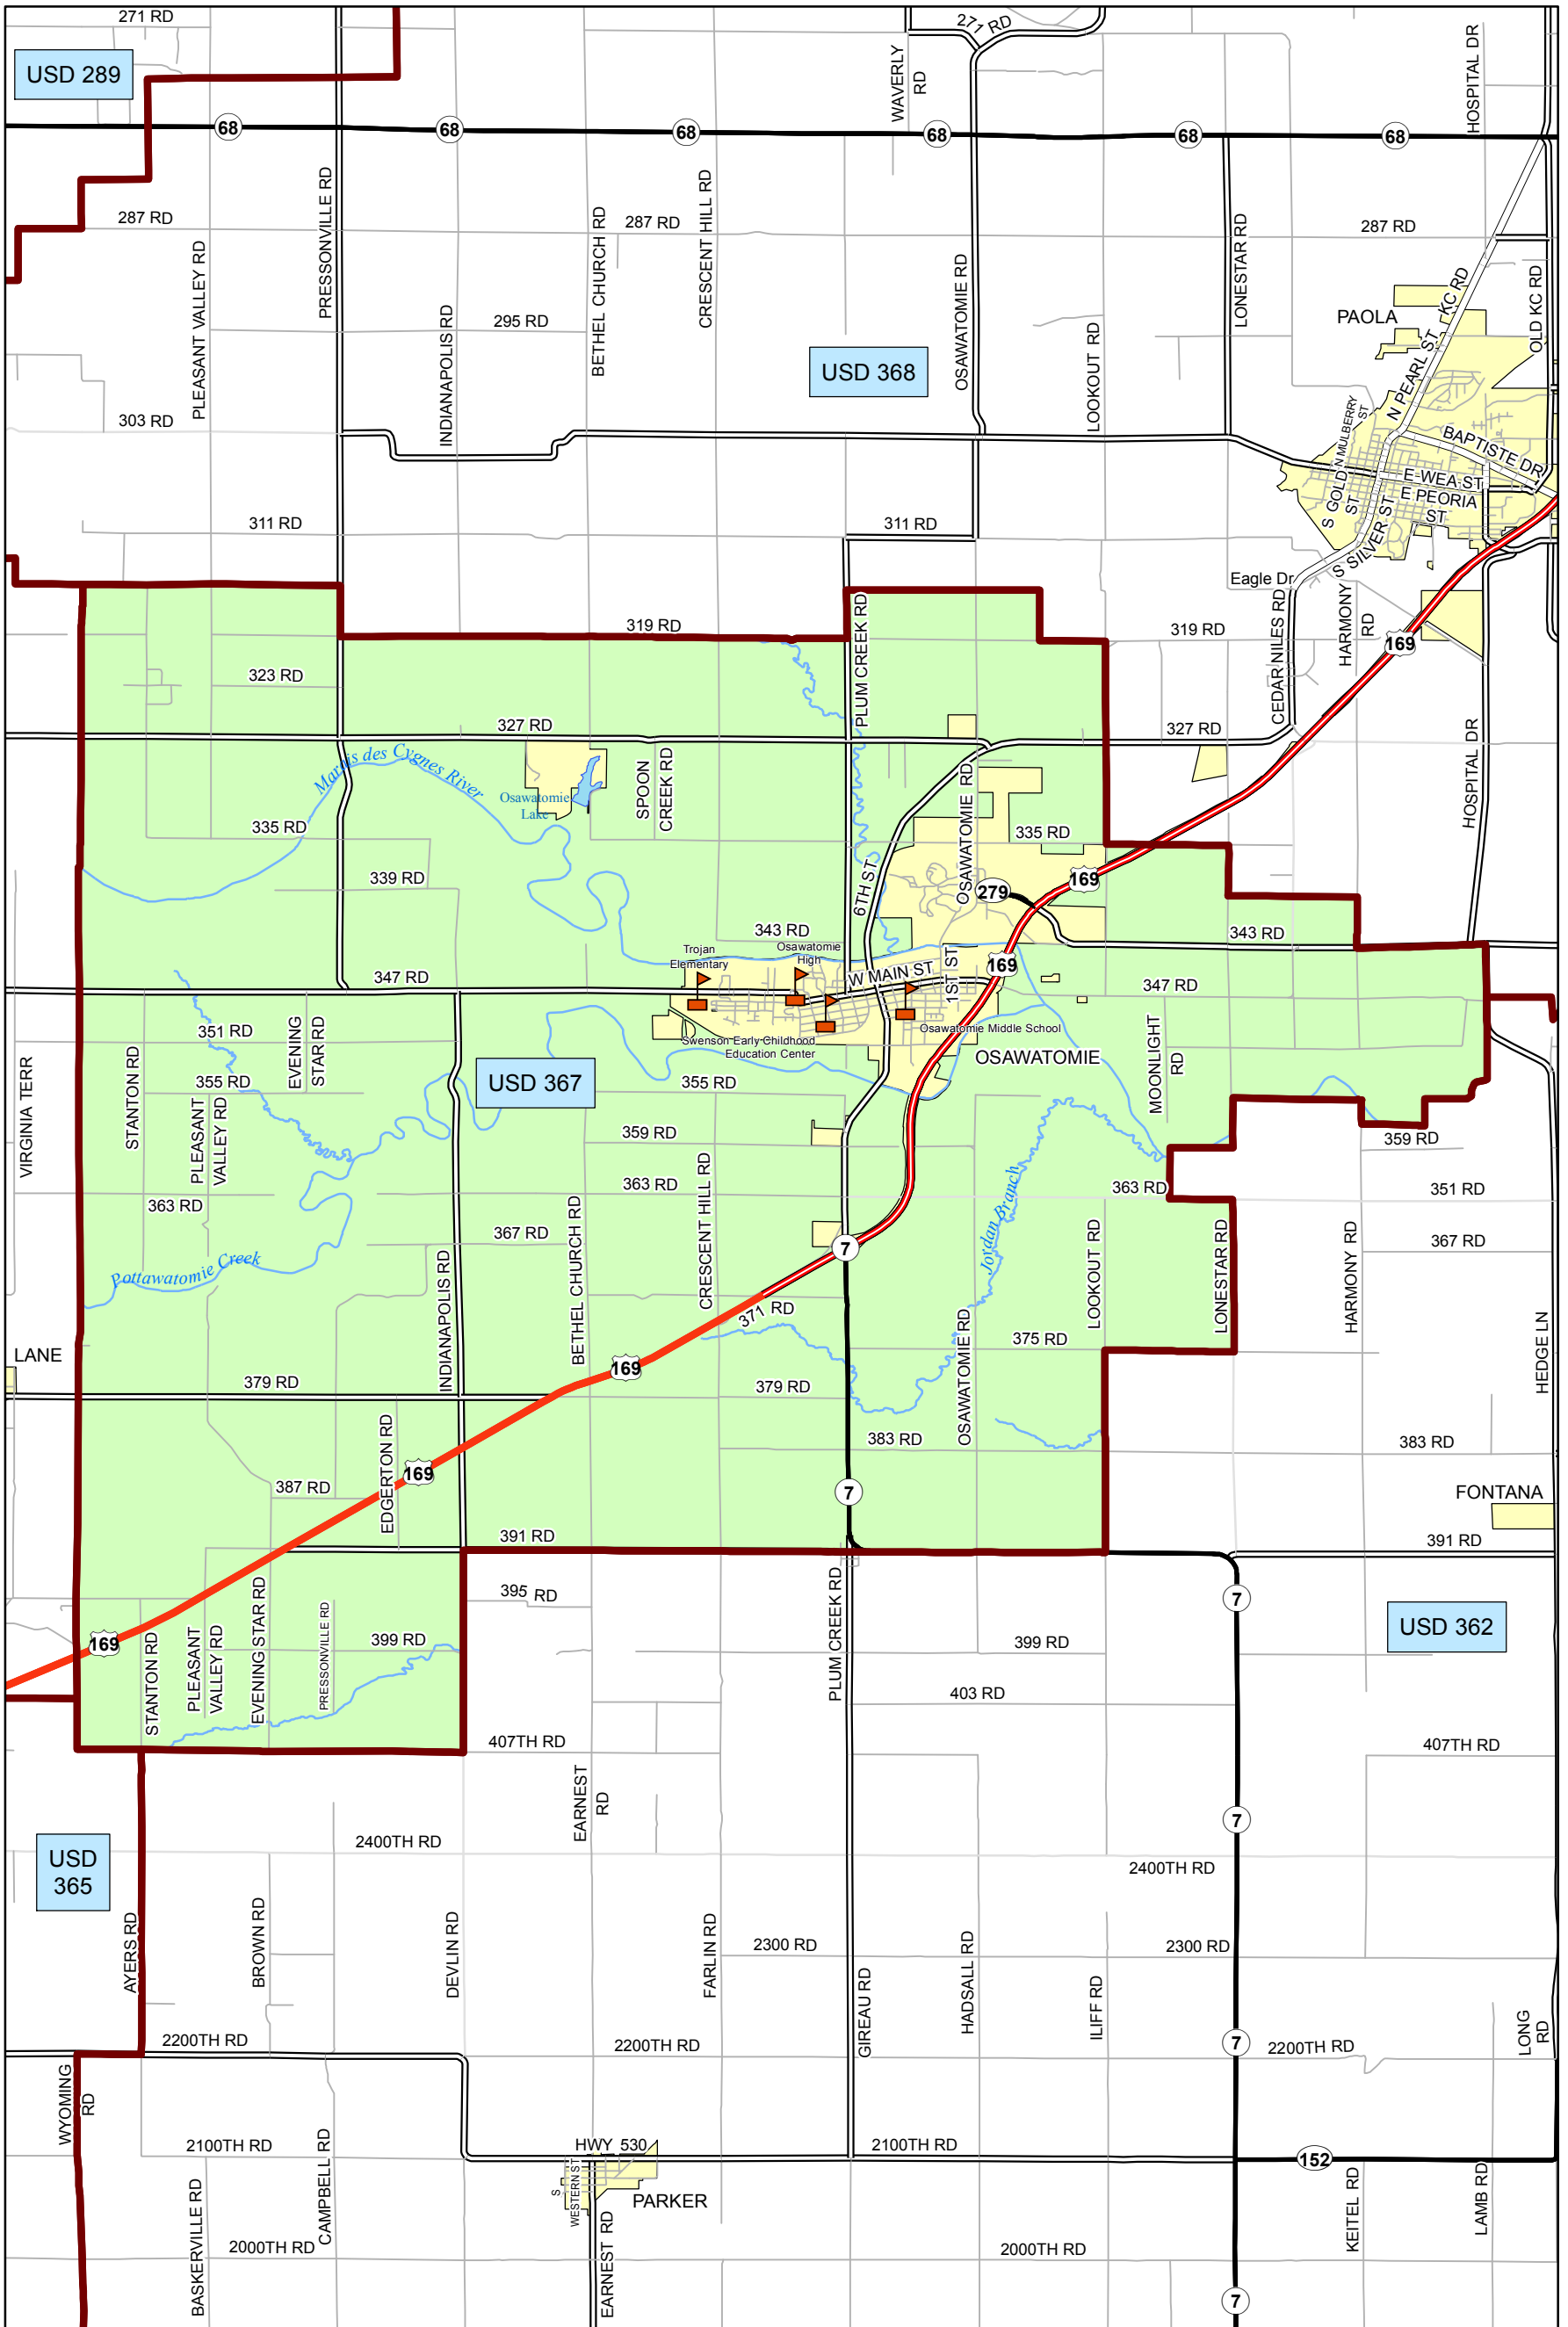 271 RD
271 RD
USD 289
WAVERLY
RD
HOSPITAL DR
68
68
68
68
68
68
PRESSONVILLE RD
287 RD
PLEASANT VALLEY RD
BETHEL CHURCH RD
287 RD
CRESCENT HILL RD
OSAWATOMIE RD
LONESTAR RD
287 RD
OLD KC RD
KC RD
PAOLA
INDIANAPOLIS RD
295 RD
USD 368
LOOKOUT RD
N PEARL ST
N MULBERRY
ST
303 RD
BAPTISTE DR
E WEA ST
E PEORIA
ST
S GOLD
ST
S SILVER ST
311 RD
311 RD
Eagle Dr
319 RD
PLUM CREEK RD
319 RD
CEDAR NILES RD
HARMONY
RD
169
323 RD
327 RD
327 RD
HOSPITAL DR
Marais des Cygnes River
Osawatomie
Lake
SPOON
CREEK RD
OSAWATOMIE RD
335 RD
335 RD
339 RD
6TH ST
279
169
343 RD
343 RD
Trojan
Elementary
Osawatomie
High
W MAIN ST
1ST ST
169
347 RD
347 RD
Osawatomie Middle School
Swenson Early Childhood
Education Center
OSAWATOMIE
MOONLIGHT
RD
351 RD
EVENING
STAR RD
VIRGINIA TERR
STANTON RD
355 RD
PLEASANT
VALLEY RD
USD 367
355 RD
359 RD
359 RD
363 RD
363 RD
363 RD
351 RD
CRESCENT HILL RD
BETHEL CHURCH RD
367 RD
367 RD
7
Jordan Branch
LOOKOUT RD
LONESTAR RD
HARMONY RD
Pottawatomie Creek
INDIANAPOLIS RD
371 RD
OSAWATOMIE RD
375 RD
HEDGE LN
LANE
169
379 RD
379 RD
EDGERTON RD
383 RD
383 RD
169
387 RD
7
FONTANA
391 RD
391 RD
395 RD
PLUM CREEK RD
7
USD 362
169
STANTON RD
PLEASANT
VALLEY RD
EVENING STAR RD
PRESSONVILLE RD
399 RD
399 RD
403 RD
407TH RD
407TH RD
EARNEST
RD
7
USD
365
2400TH RD
2400TH RD
AYERS RD
BROWN RD
DEVLIN RD
FARLIN RD
2300 RD
2300 RD
GIREAU RD
HADSALL RD
ILIFF RD
LONG
RD
2200TH RD
2200TH RD
7
2200TH RD
WYOMING
RD
2100TH RD
HWY 530
2100TH RD
152
CAMPBELL RD
BASKERVILLE RD
S
WESTERN ST
PARKER
KEITEL RD
LAMB RD
2000TH RD
EARNEST RD
2000TH RD
7